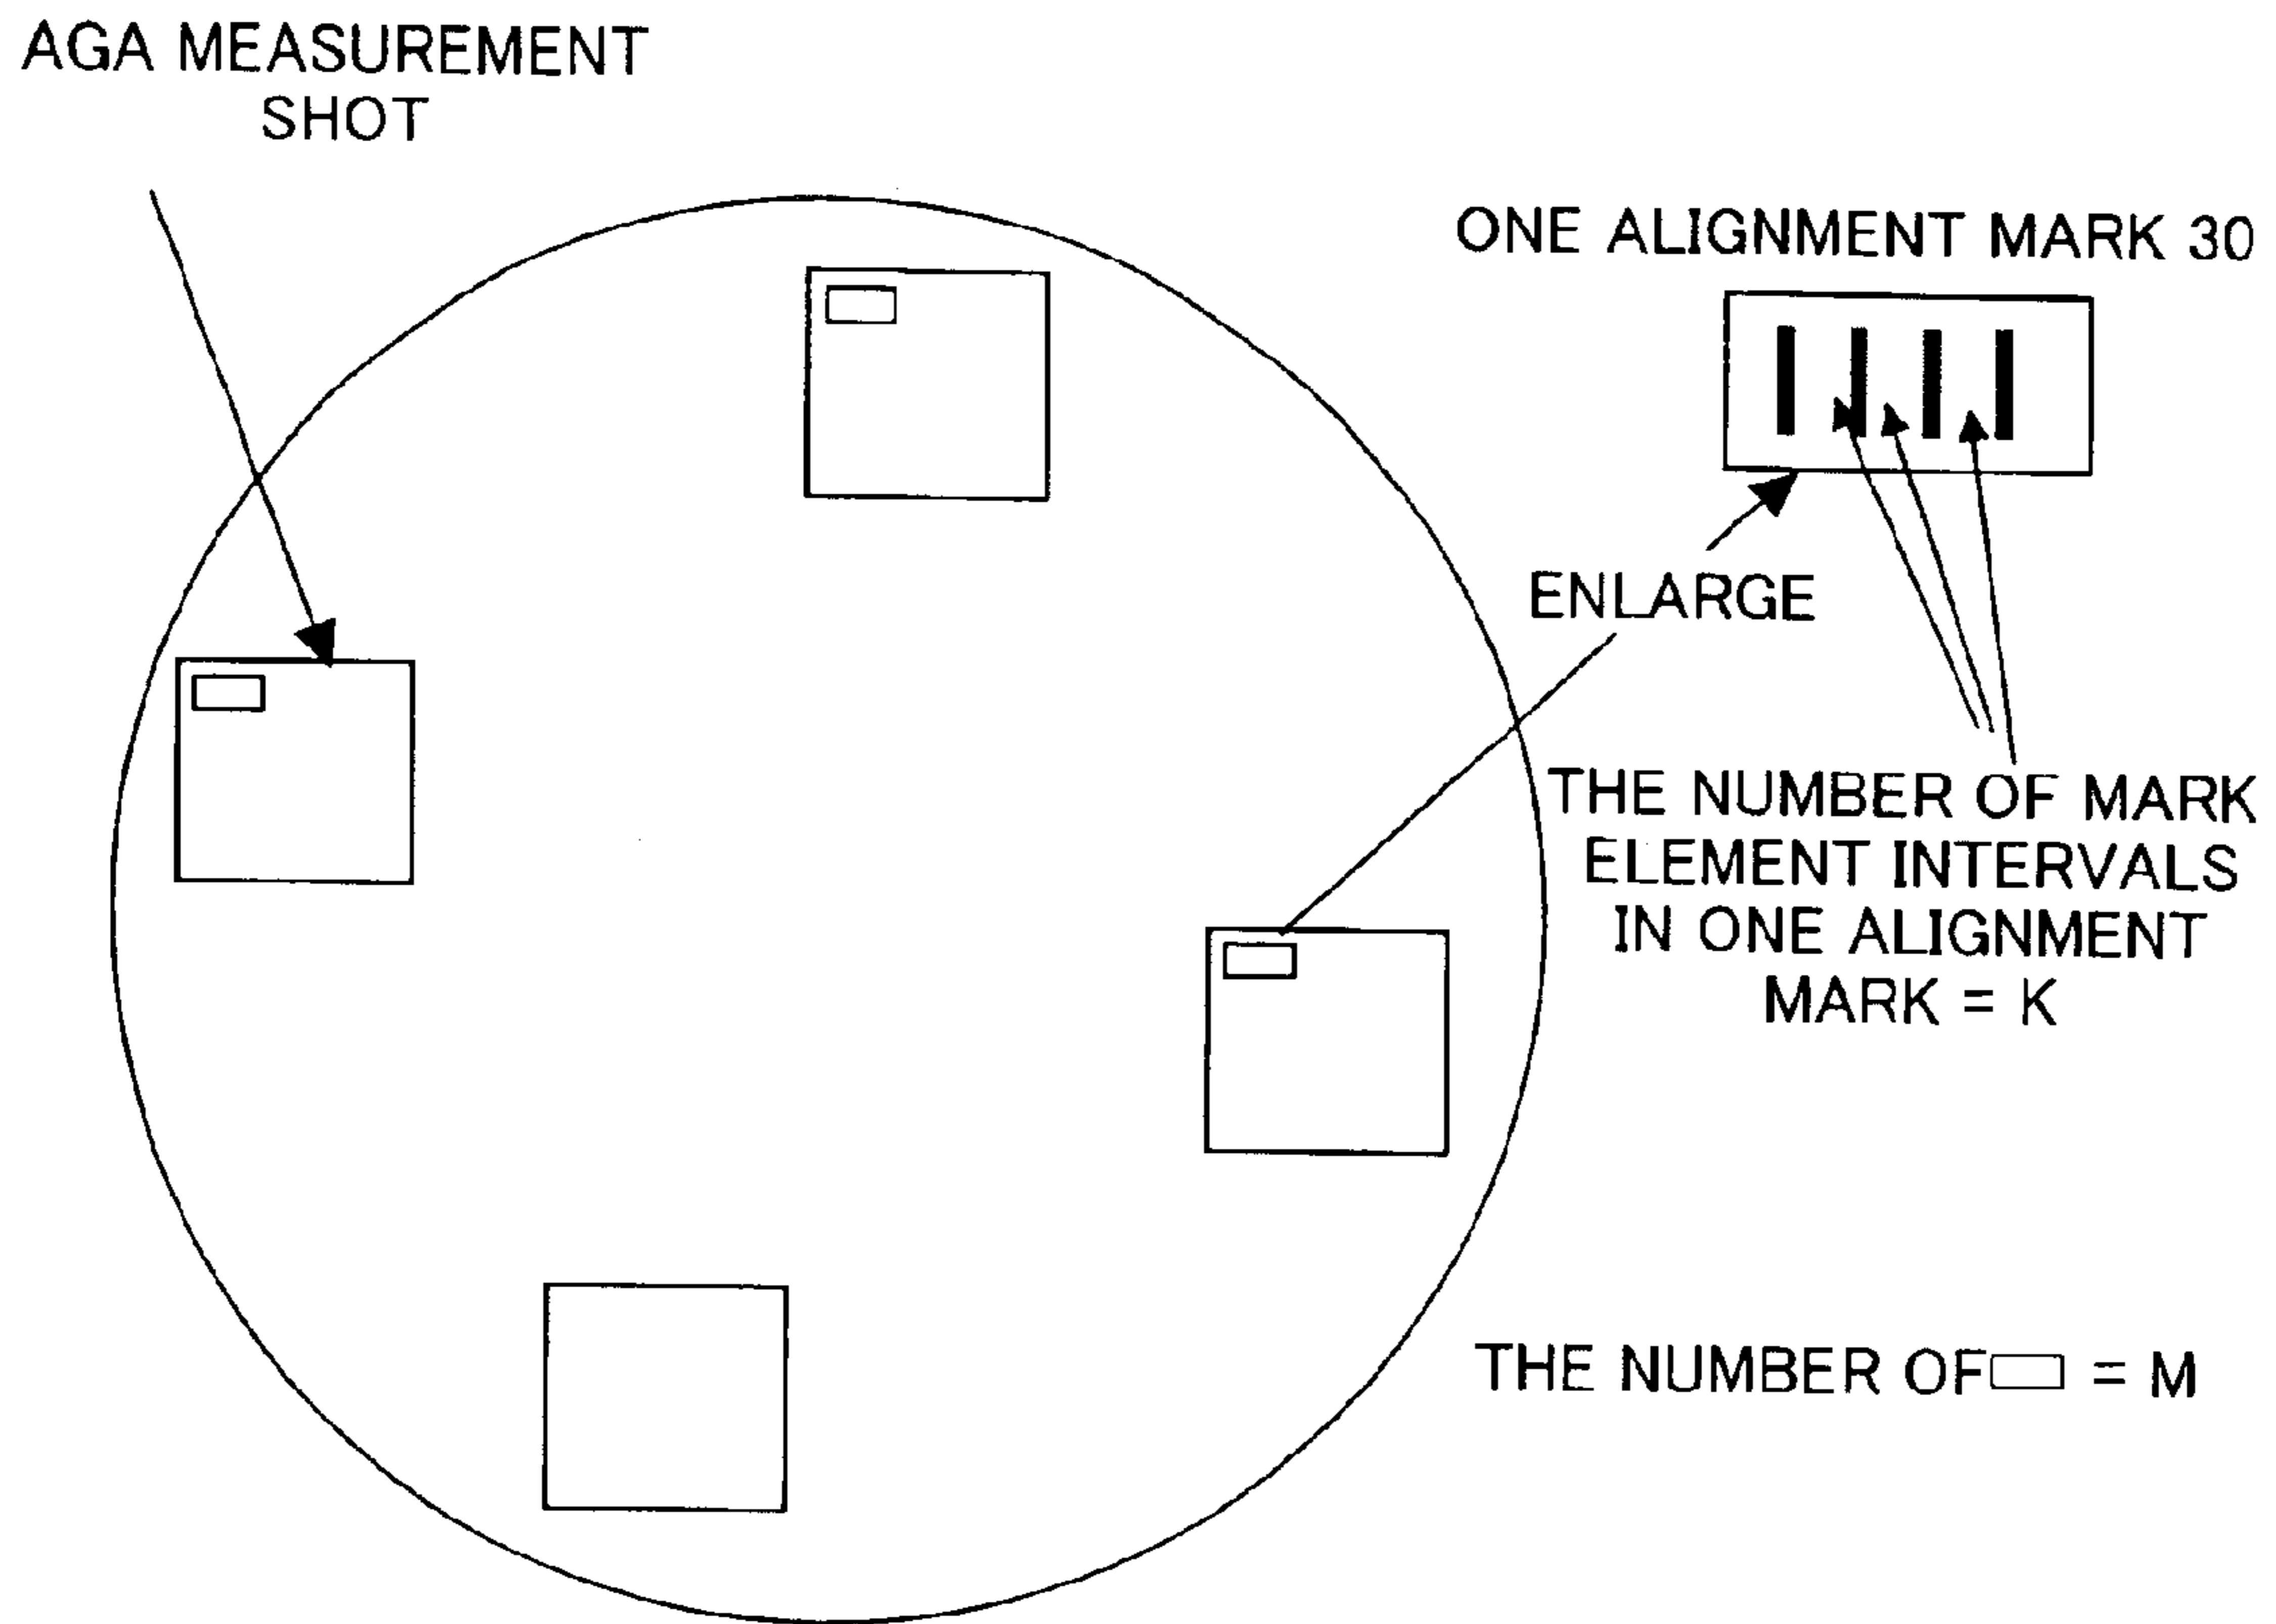 AGA MEASUREMENT
SHOT
ONE ALIGNMENT MARK 30
ENLARGE
THE NUMBER OF MARK
ELEMENT INTERVALS
IN ONE ALIGNMENT
MARK = K
THE NUMBER OF = M